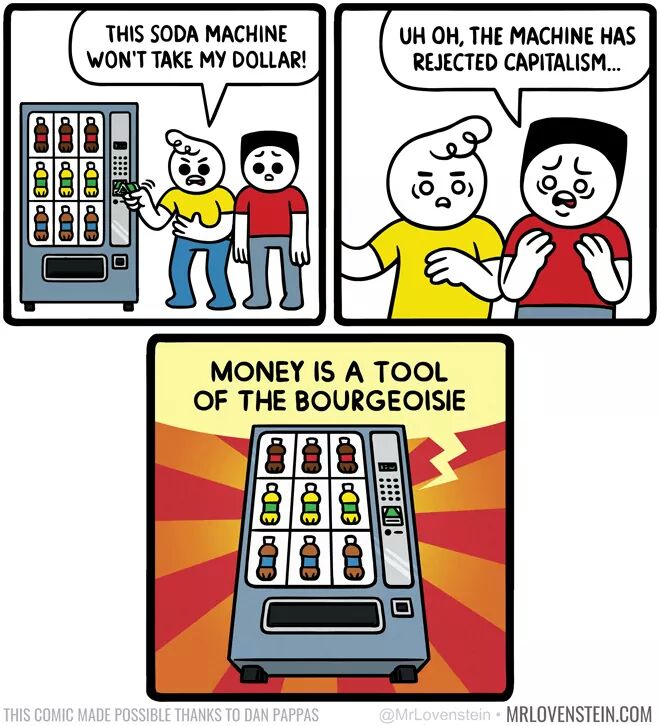 THIS SODA MACHINE
WON'T TAKE MY DOLLAR!
UH OH, THE MACHINE HAS
REJECTED CAPITALISM...
MONEY IS A TOOL
OF THE BOURGEOISIE
THIS COMIC MADE POSSIBLE THANKS TO DAN PAPPAS
@MrLovenstein • MRLOVENSTEIN.COM